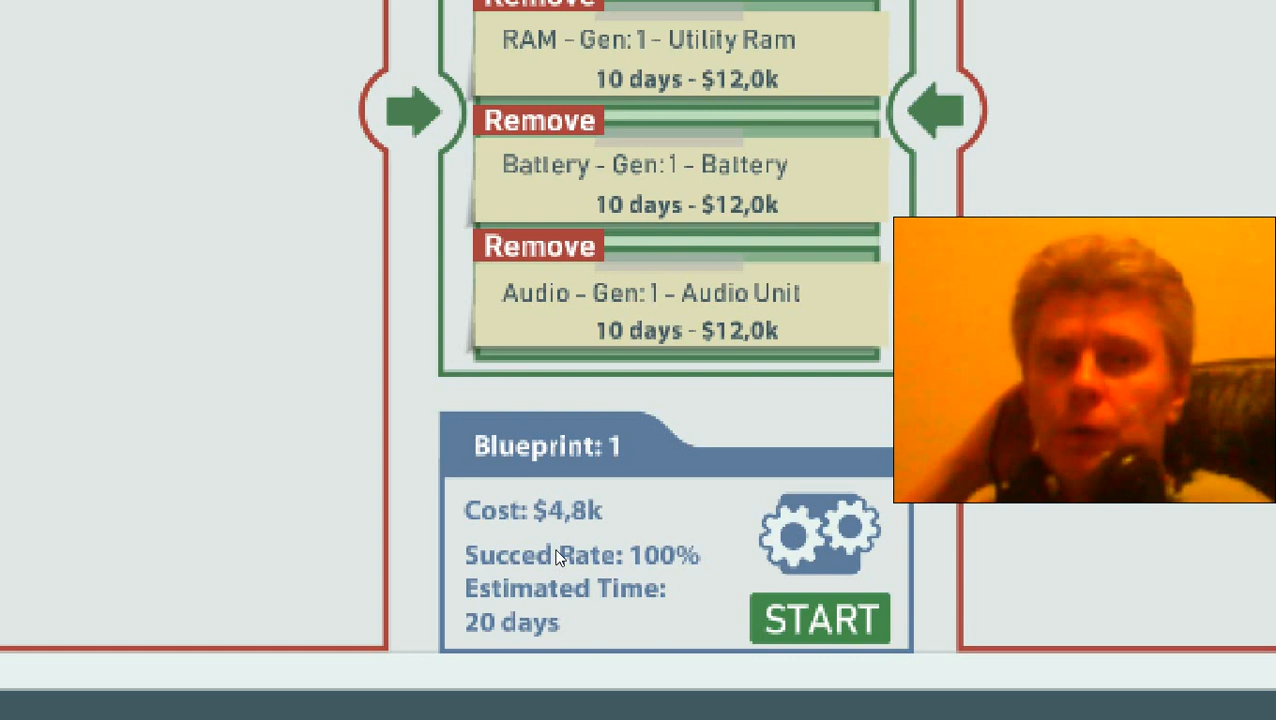 Remove
RAM - Gen: 1 - Utility Ram
10 days - $12,0k
Remove
Battery - Gen: 1 - Battery
10 days - $12,0k
Remove
Audio - Gen: 1 - Audio Unit
10 days - $12,0k
Blueprint: 1
Cost: $4,8k
Succed Rate: 100%
Estimated Time:
20 days
START